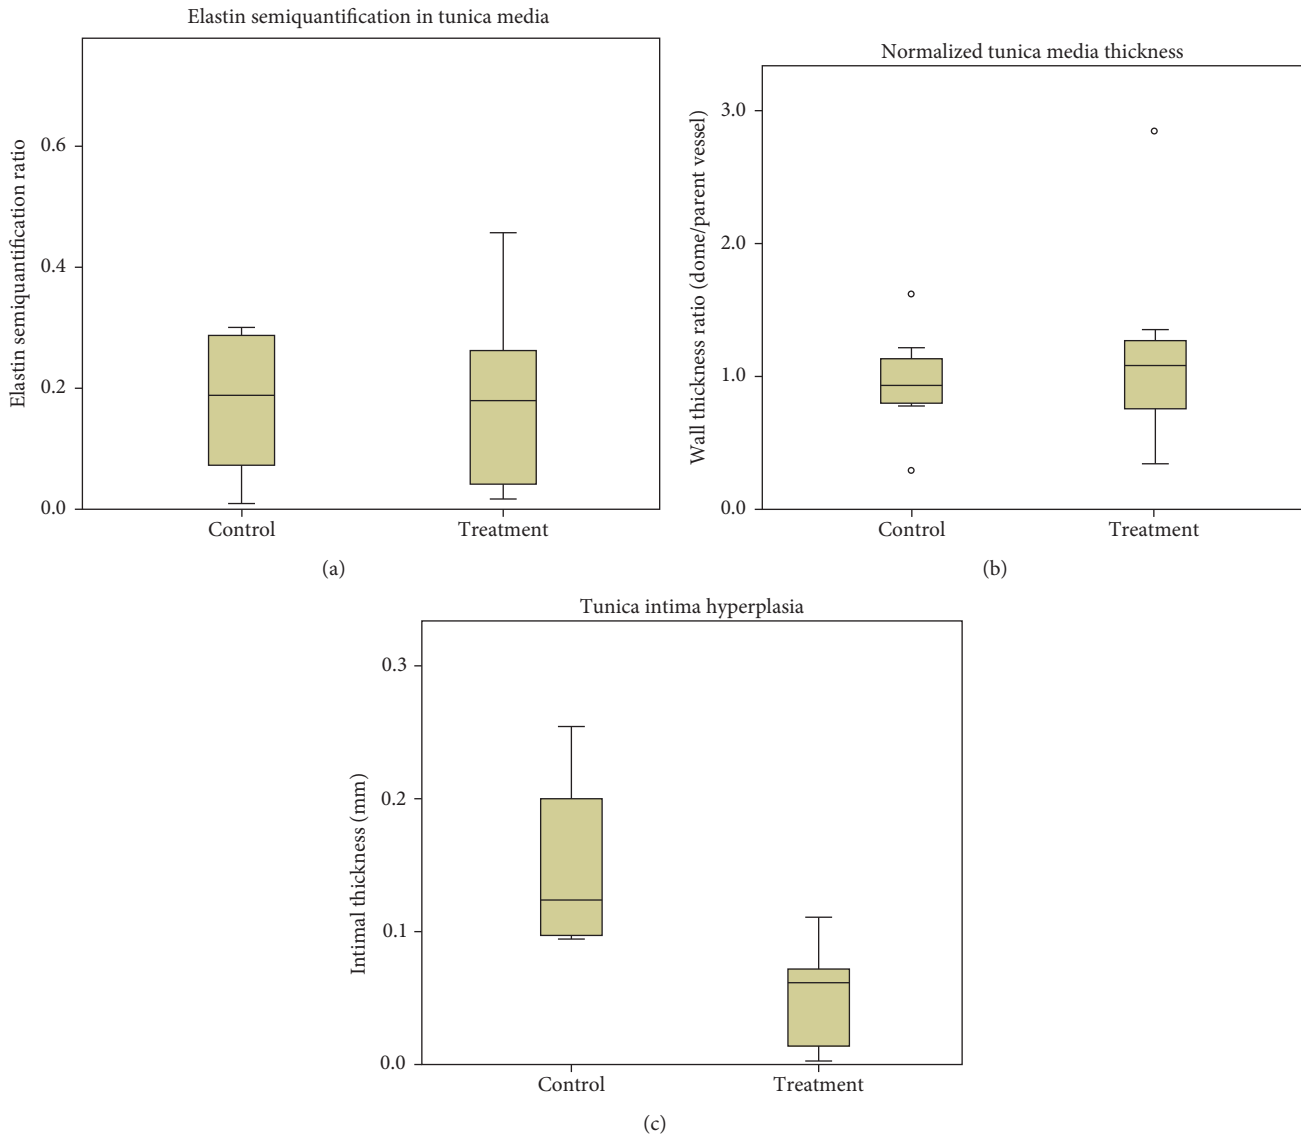 Elastin semiquantification in tunica media
Elastin semiquantification ratio
0.6
0.4
0.2
0.0
Control
Treatment
(a)
Normalized tunica media thickness
Wall thickness ratio (dome/parent vessel)
3.0
2.0
1.0
0.0
Control
Treatment
(b)
Tunica intima hyperplasia
Intimal thickness (mm)
0.3
0.2
0.1
0.0
Control
Treatment
(c)